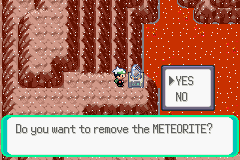 YES
NO
Do you want to remove the METEORITE?